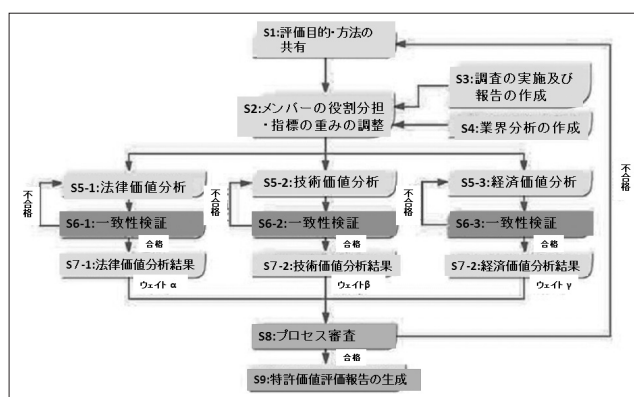 S1:評価目的・方法の
共有
S3:調査の実施及び
報告の作成
S2:メンバーの役割分担
・指標の重みの調整
S4:業界分析の作成
不合格
S5-1:法律価値分析
不合格
S5-2:技術価値分析
不合格
S5-3:経済価値分析
不合格
S6-1:一致性検証
S6-2:一致性検証
S6-3:一致性検証
合格
合格
合格
S7-1:法律価値分析結果
S7-2:技術価値分析結果
S7-2:経済価値分析結果
ウェイト α
ウェイトβ
ウェイト γ
S8:プロセス審査
合格
S9:特許価値評価報告の生成